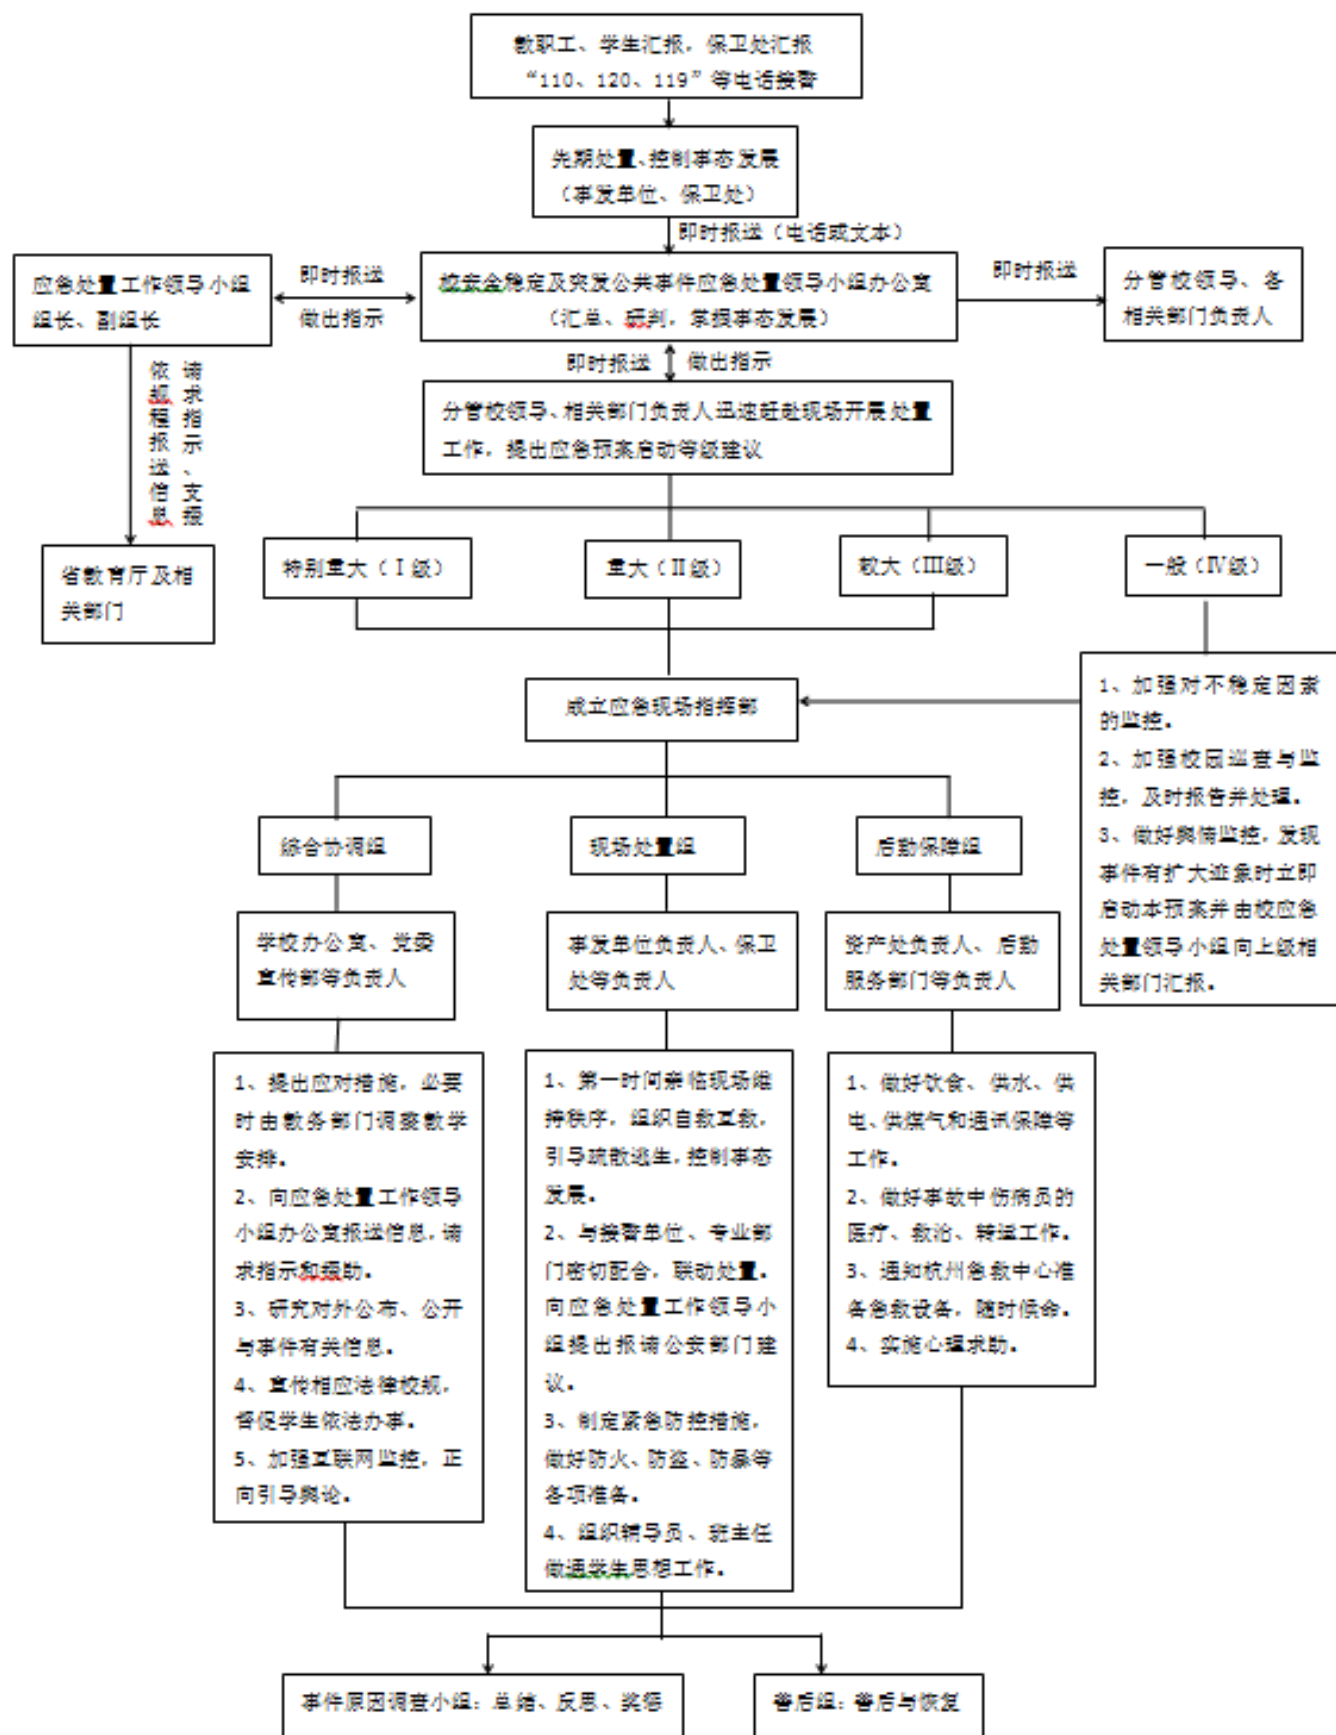 教职工、学生汇报，保卫处汇报
“110、120、119”等电话接警
先期处置、控制事态发展
（事发单位、保卫处）
即时报送（电话或文本）
应急处置工作领导小组
组长、副组长
即时报送
做出指示
校安全稳定及突发公共事件应急处置领导小组办公室
（汇总、研判，掌握事态发展）
即时报送
分管校领导、各
相关部门负责人
即时报送
做出指示
依规程报送信息
请求指示、支援
分管校领导、相关部门负责人迅速赶赴现场开展处置
工作，提出应急预案启动等级建议
省教育厅及相
关部门
特别重大（Ⅰ级）
重大（Ⅱ级）
较大（Ⅲ级）
一般（Ⅳ级）
成立应急现场指挥部
1、加强对不稳定因素
的监控。
2、加强校园巡查与监
控，及时报告并处理。
3、做好舆情监控，发现
事件有扩大迹象时立即
启动本预案并由校应急
处置领导小组向上级相
关部门汇报。
综合协调组
现场处置组
后勤保障组
学校办公室、党委
宣传部等负责人
事发单位负责人、保卫
处等负责人
资产处负责人、后勤
服务部门等负责人
1、提出应对措施，必要
时由教务部门调整教学
安排。
2、向应急处置工作领导
小组办公室报送信息，请
求指示和援助。
3、研究对外公布、公开
与事件有关信息。
4、宣传相应法律校规，
督促学生依法办事。
5、加强互联网监控，正
向引导舆论。
1、第一时间亲临现场维
持秩序，组织自救互救，
引导疏散逃生，控制事态
发展。
2、与接警单位、专业部
门密切配合，联动处置。
向应急处置工作领导小
组提出报请公安部门建
议。
3、制定紧急防控措施，
做好防火、防盗、防暴等
各项准备。
4、组织辅导员、班主任
做通学生思想工作。
1、做好饮食、供水、供
电、供煤气和通讯保障等
工作。
2、做好事故中伤病员的
医疗、救治、转运工作。
3、通知杭州急救中心准
备急救设备，随时候命。
4、实施心理求助。
事件原因调查小组：总结、反思、奖惩
善后组：善后与恢复